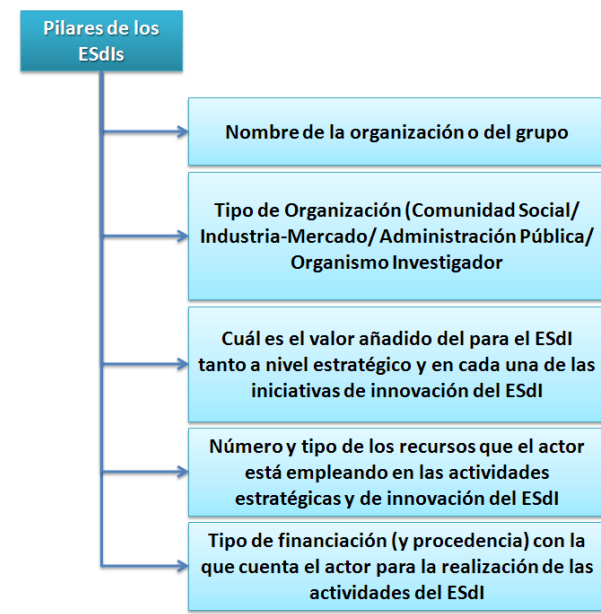 Pilares de los
ESdIs
Nombre de la organización o del grupo
Tipo de Organización (Comunidad Social/
Industria-Mercado/ Administración Pública/
Organismo Investigador
Cuál es el valor añadido del para el ESdI
tanto a nivel estratégico y en cada una de las
iniciativas de innovación del ESdI
Número y tipo de los recursos que el actor
está empleando en las actividades
estratégicas y de innovación del ESdI
Tipo de financiación (y procedencia) con la
que cuenta el actor para la realización de las
actividades del ESdI